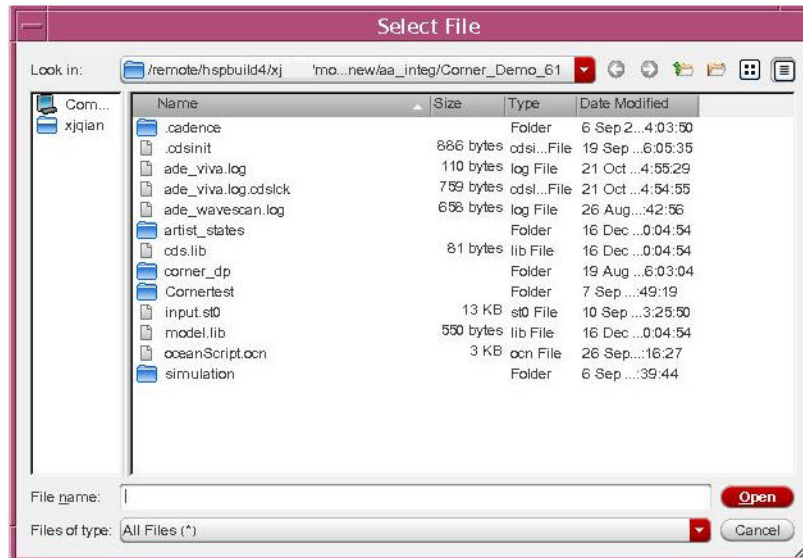 Select File
Look in: /remote/hspbuild4/xj 'mo...new/aa_integ/Corner_Demo_61
Com...
xjqian
Name Size Type Date Modified
.cadence Folder 6 Sep 2...4:03:50
.cdsinit 886 bytes cdsi...File 19 Sep ...6:05:35
ade_viva.log 110 bytes log File 21 Oct ...4:55:29
ade_viva.log.cdslck 759 bytes cdsl...File 21 Oct ...4:54:55
ade_wavescan.log 658 bytes log File 26 Aug...:42:56
artist_states Folder 16 Dec ...0:04:54
cds.lib 81 bytes lib File 16 Dec ...0:04:54
corner_dp Folder 19 Aug ...6:03:04
Cornertest Folder 7 Sep ...:49:19
input.st0 13 KB st0 File 10 Sep ...3:25:50
model.lib 550 bytes lib File 16 Dec ...0:04:54
oceanScript.ocn 3 KB ocn File 26 Sep...:16:27
simulation Folder 6 Sep ...:39:44
File name: Open
Files of type: All Files (*) Cancel